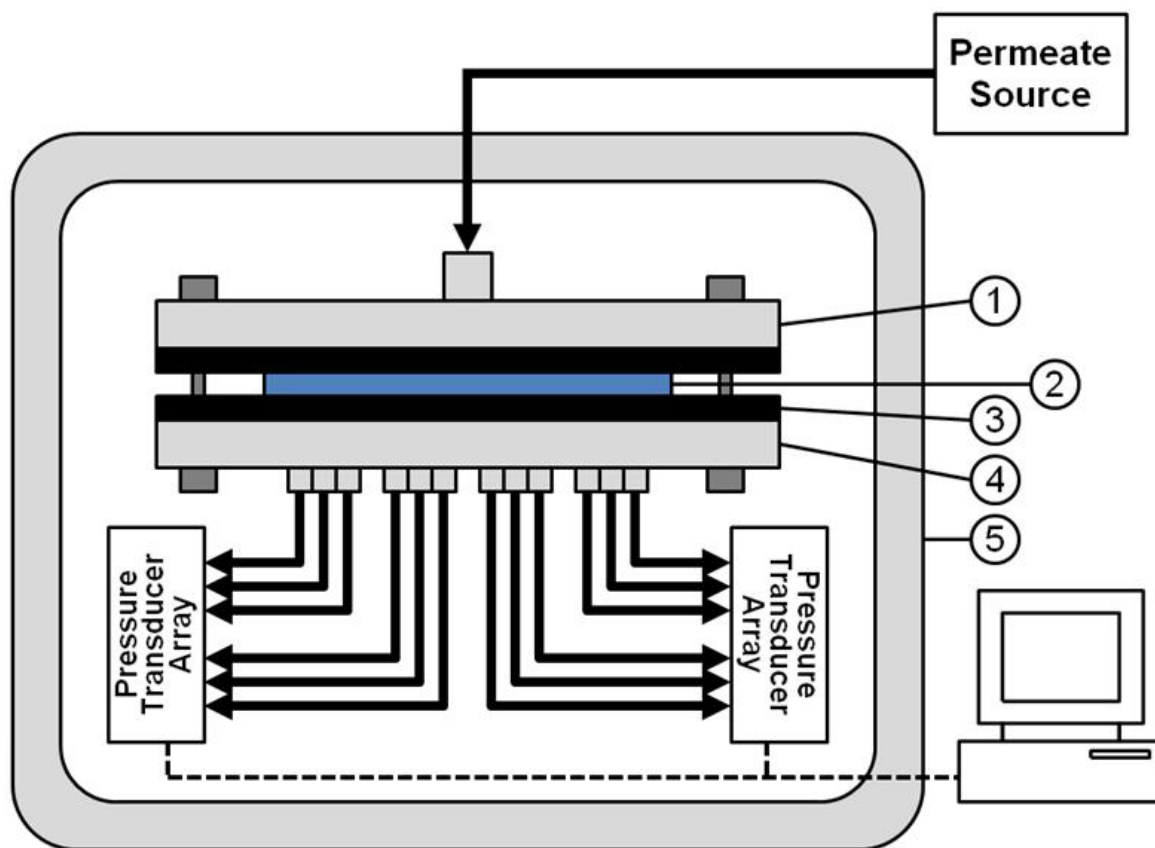 Permeate
Source
1
2
3
4
5
Pressure
Transducer
Array
Pressure
Transducer
Array